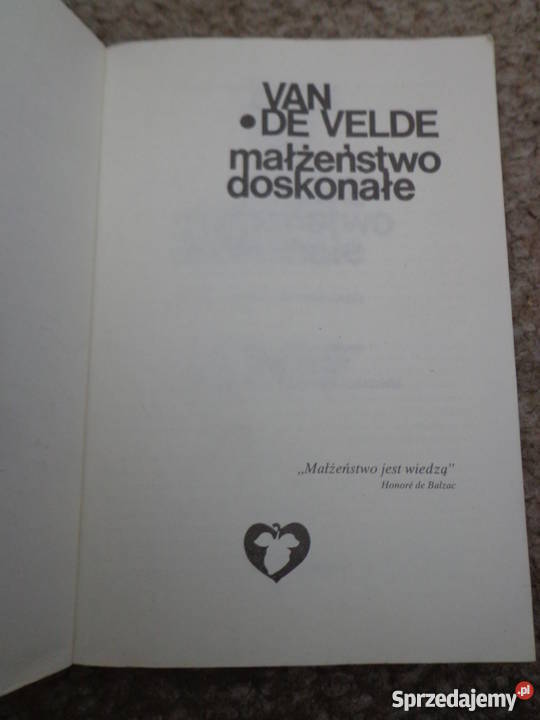 VAN
•DE VELDE
małżeństwo
doskonałe
„Małżeństwo jest wiedzą”
Honoré de Balzac
Sprzedajemy.pl